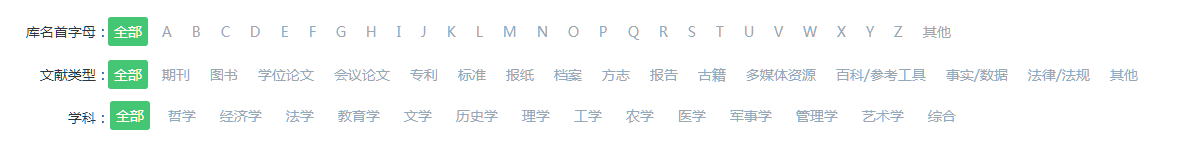 库名首字母： 全部 A B C D E F G H I J K L M N O P Q R S T U V W X Y Z 其他
文献类型： 全部 期刊 图书 学位论文 会议论文 专利 标准 报纸 档案 方志 报告 古籍 多媒体资源 百科/参考工具 事实/数据 法律/法规 其他
学科： 全部 哲学 经济学 法学 教育学 文学 历史学 理学 工学 农学 医学 军事学 管理学 艺术学 综合